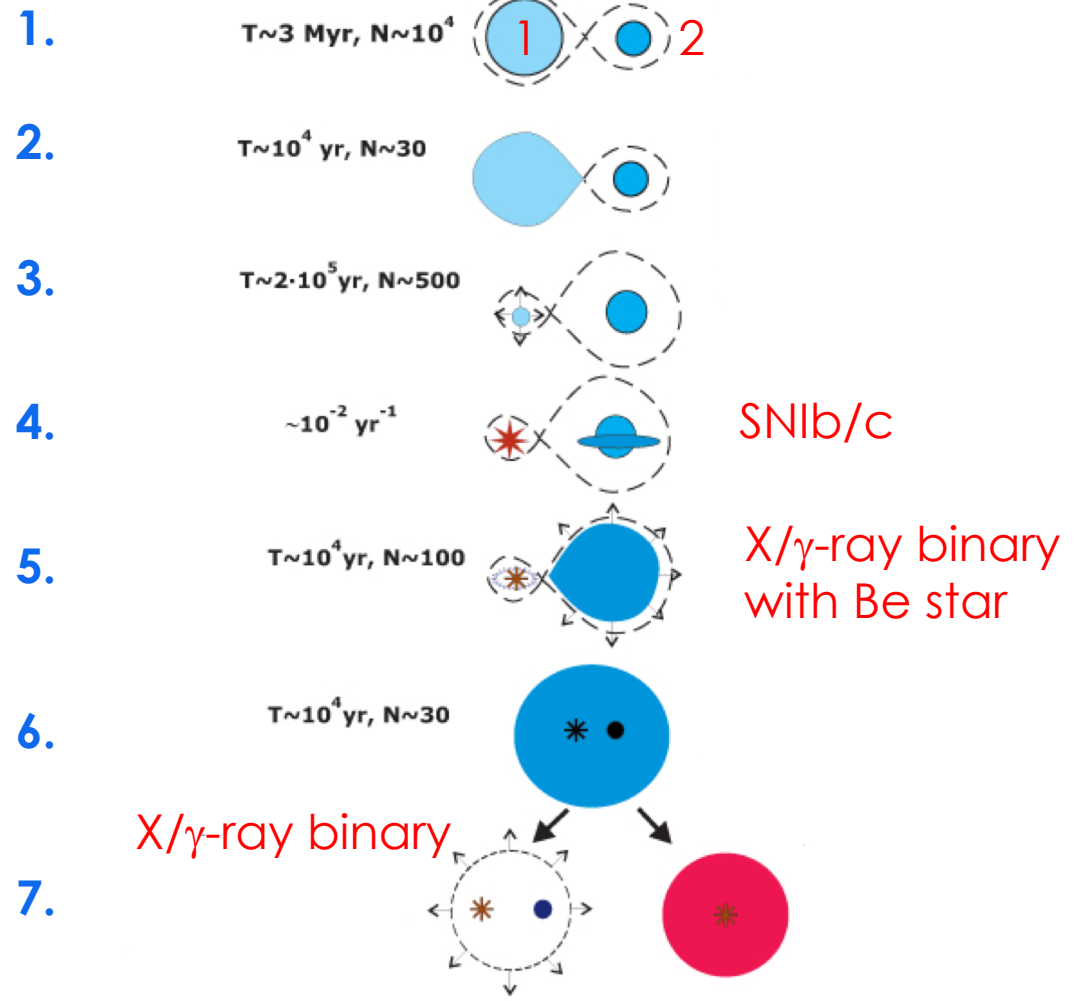 1.
T~3 Myr, N~10⁴
1
2
2.
T~10⁴ yr, N~30
3.
T~2·10⁵yr, N~500
4.
~10⁻² yr⁻¹
SNIb/c
5.
T~10⁴yr, N~100
X/γ-ray binary
with Be star
6.
T~10⁴yr, N~30
X/γ-ray binary
7.